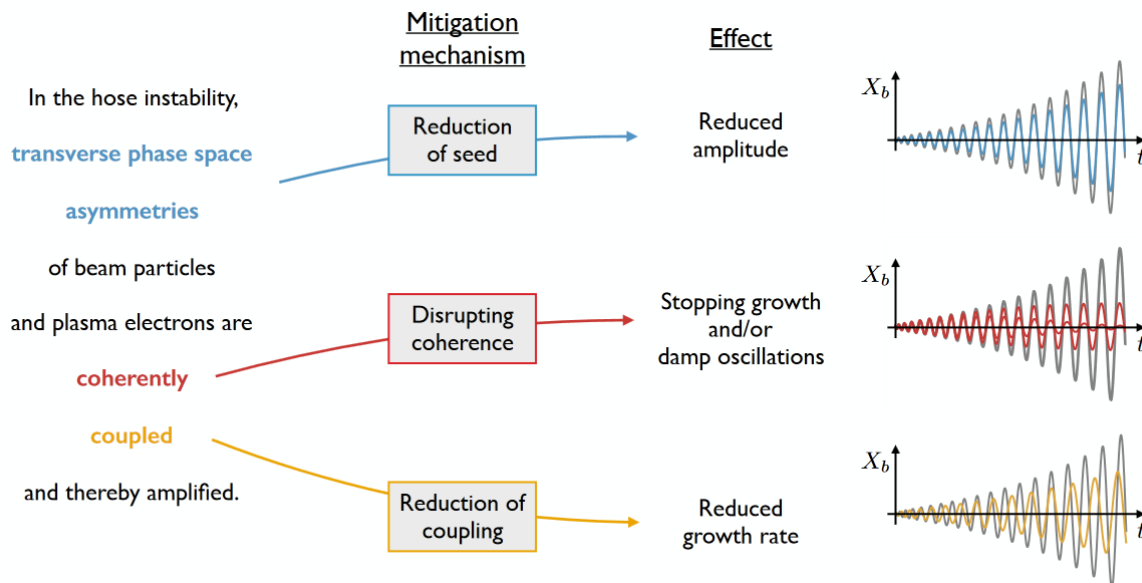 Mitigation
mechanism
Effect
In the hose instability,
transverse phase space
asymmetries
of beam particles
and plasma electrons are
coherently
coupled
and thereby amplified.
Reduction
of seed
Reduced
amplitude
X_b
t
Disrupting
coherence
Stopping growth
and/or
damp oscillations
X_b
t
Reduction of
coupling
Reduced
growth rate
X_b
t